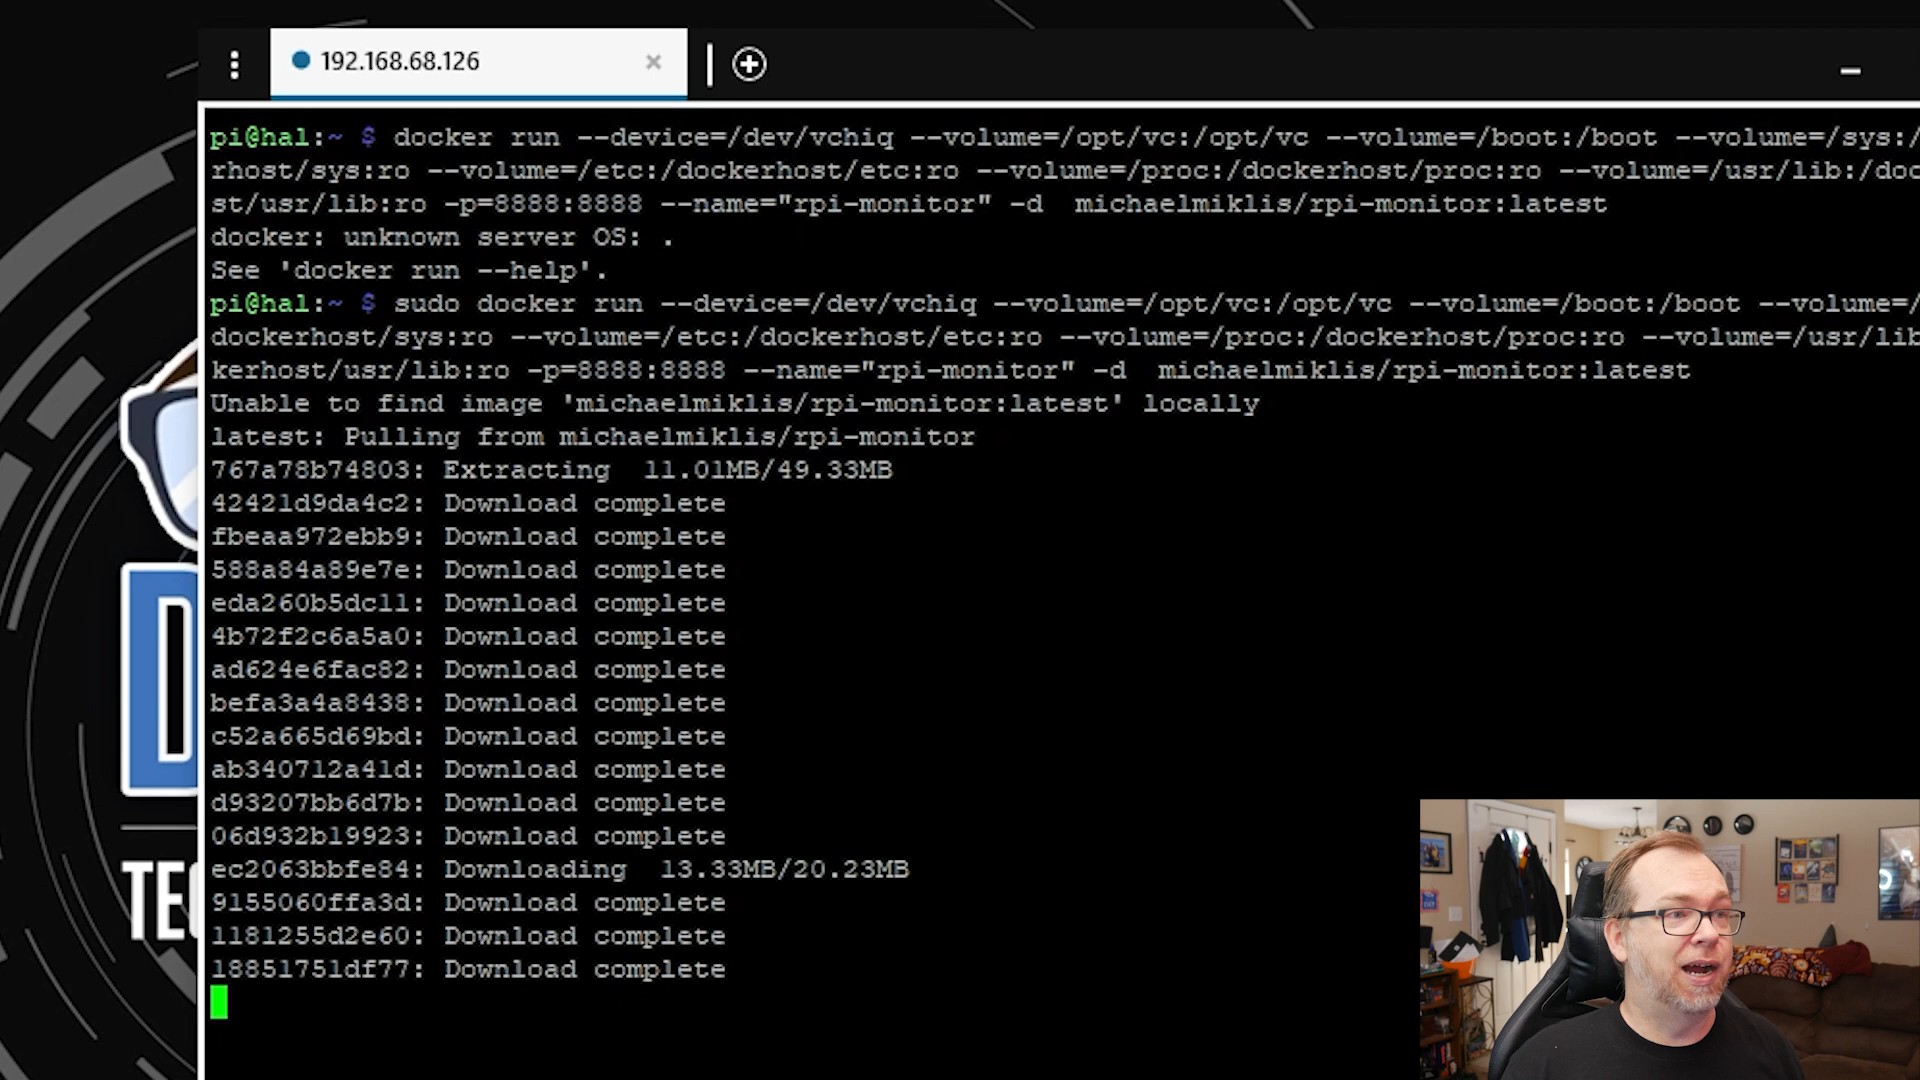 192.168.68.126
pi@hal:~ $ docker run --device=/dev/vchiq --volume=/opt/vc:/opt/vc --volume=/boot:/boot --volume=/sys:/
rhost/sys:ro --volume=/etc:/dockerhost/etc:ro --volume=/proc:/dockerhost/proc:ro --volume=/usr/lib:/doc
st/usr/lib:ro -p=8888:8888 --name="rpi-monitor" -d  michaelmiklis/rpi-monitor:latest
docker: unknown server OS: .
See 'docker run --help'.
pi@hal:~ $ sudo docker run --device=/dev/vchiq --volume=/opt/vc:/opt/vc --volume=/boot:/boot --volume=/
dockerhost/sys:ro --volume=/etc:/dockerhost/etc:ro --volume=/proc:/dockerhost/proc:ro --volume=/usr/lib
kerhost/usr/lib:ro -p=8888:8888 --name="rpi-monitor" -d  michaelmiklis/rpi-monitor:latest
Unable to find image 'michaelmiklis/rpi-monitor:latest' locally
latest: Pulling from michaelmiklis/rpi-monitor
767a78b74803: Extracting  11.01MB/49.33MB
42421d9da4c2: Download complete
fbeaa972ebb9: Download complete
588a84a89e7e: Download complete
eda260b5dc11: Download complete
4b72f2c6a5a0: Download complete
ad624e6fac82: Download complete
befa3a4a8438: Download complete
c52a665d69bd: Download complete
ab340712a41d: Download complete
d93207bb6d7b: Download complete
06d932b19923: Download complete
ec2063bbfe84: Downloading  13.33MB/20.23MB
9155060ffa3d: Download complete
1181255d2e60: Download complete
18851751df77: Download complete
D
TEC